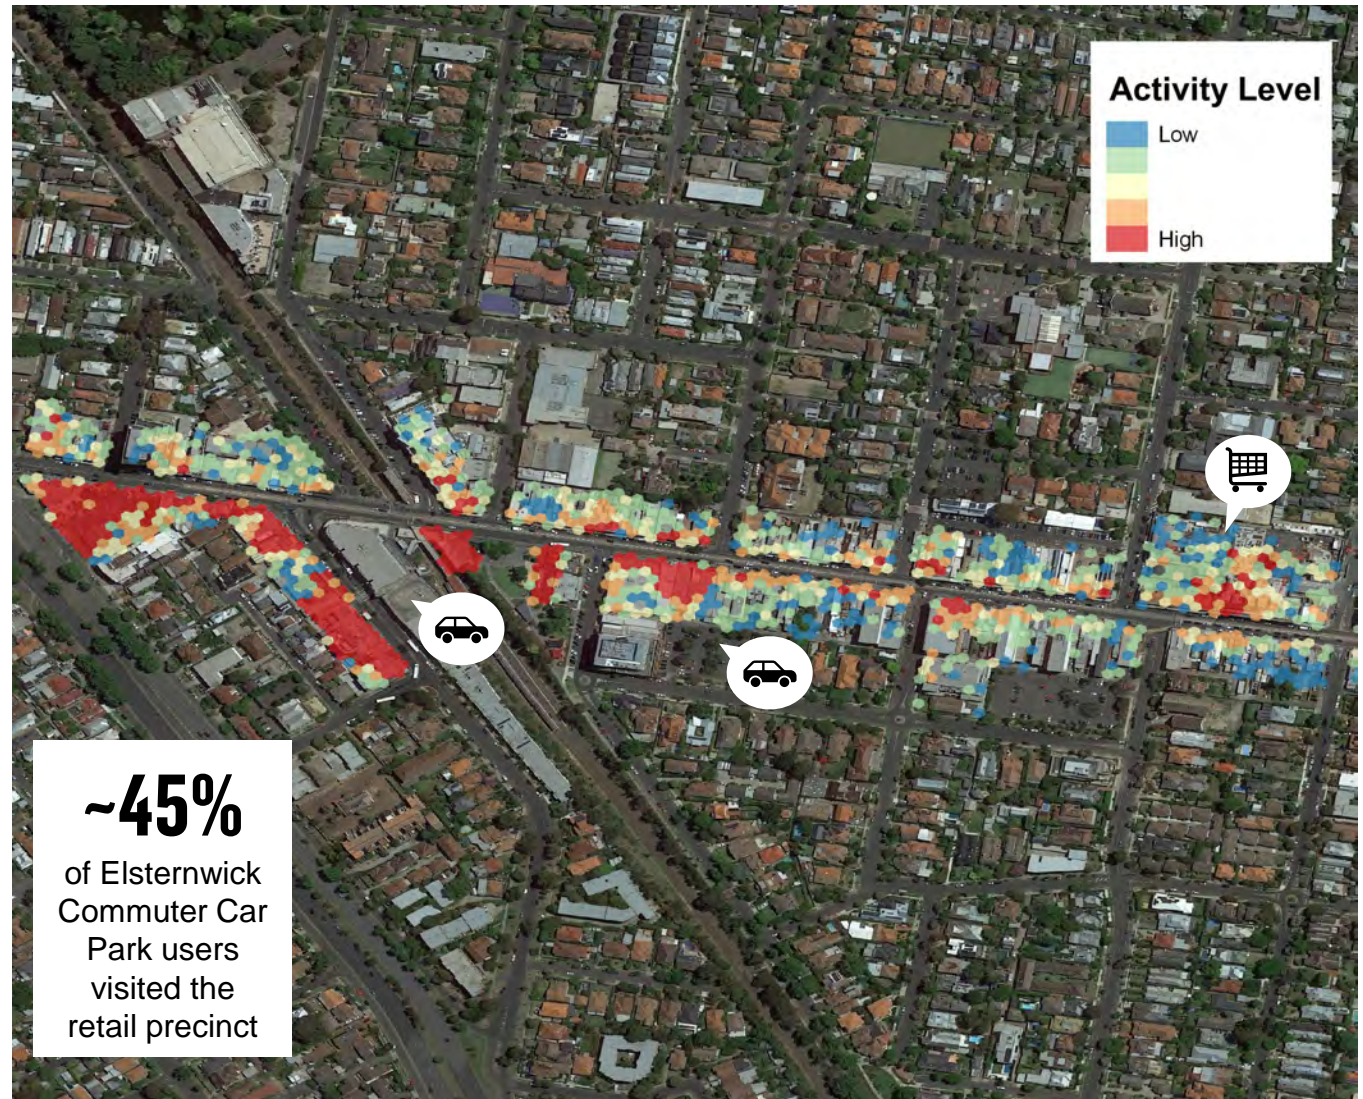 Activity Level
Low
High
~45%
of Elsternwick
Commuter Car
Park users
visited the
retail precinct